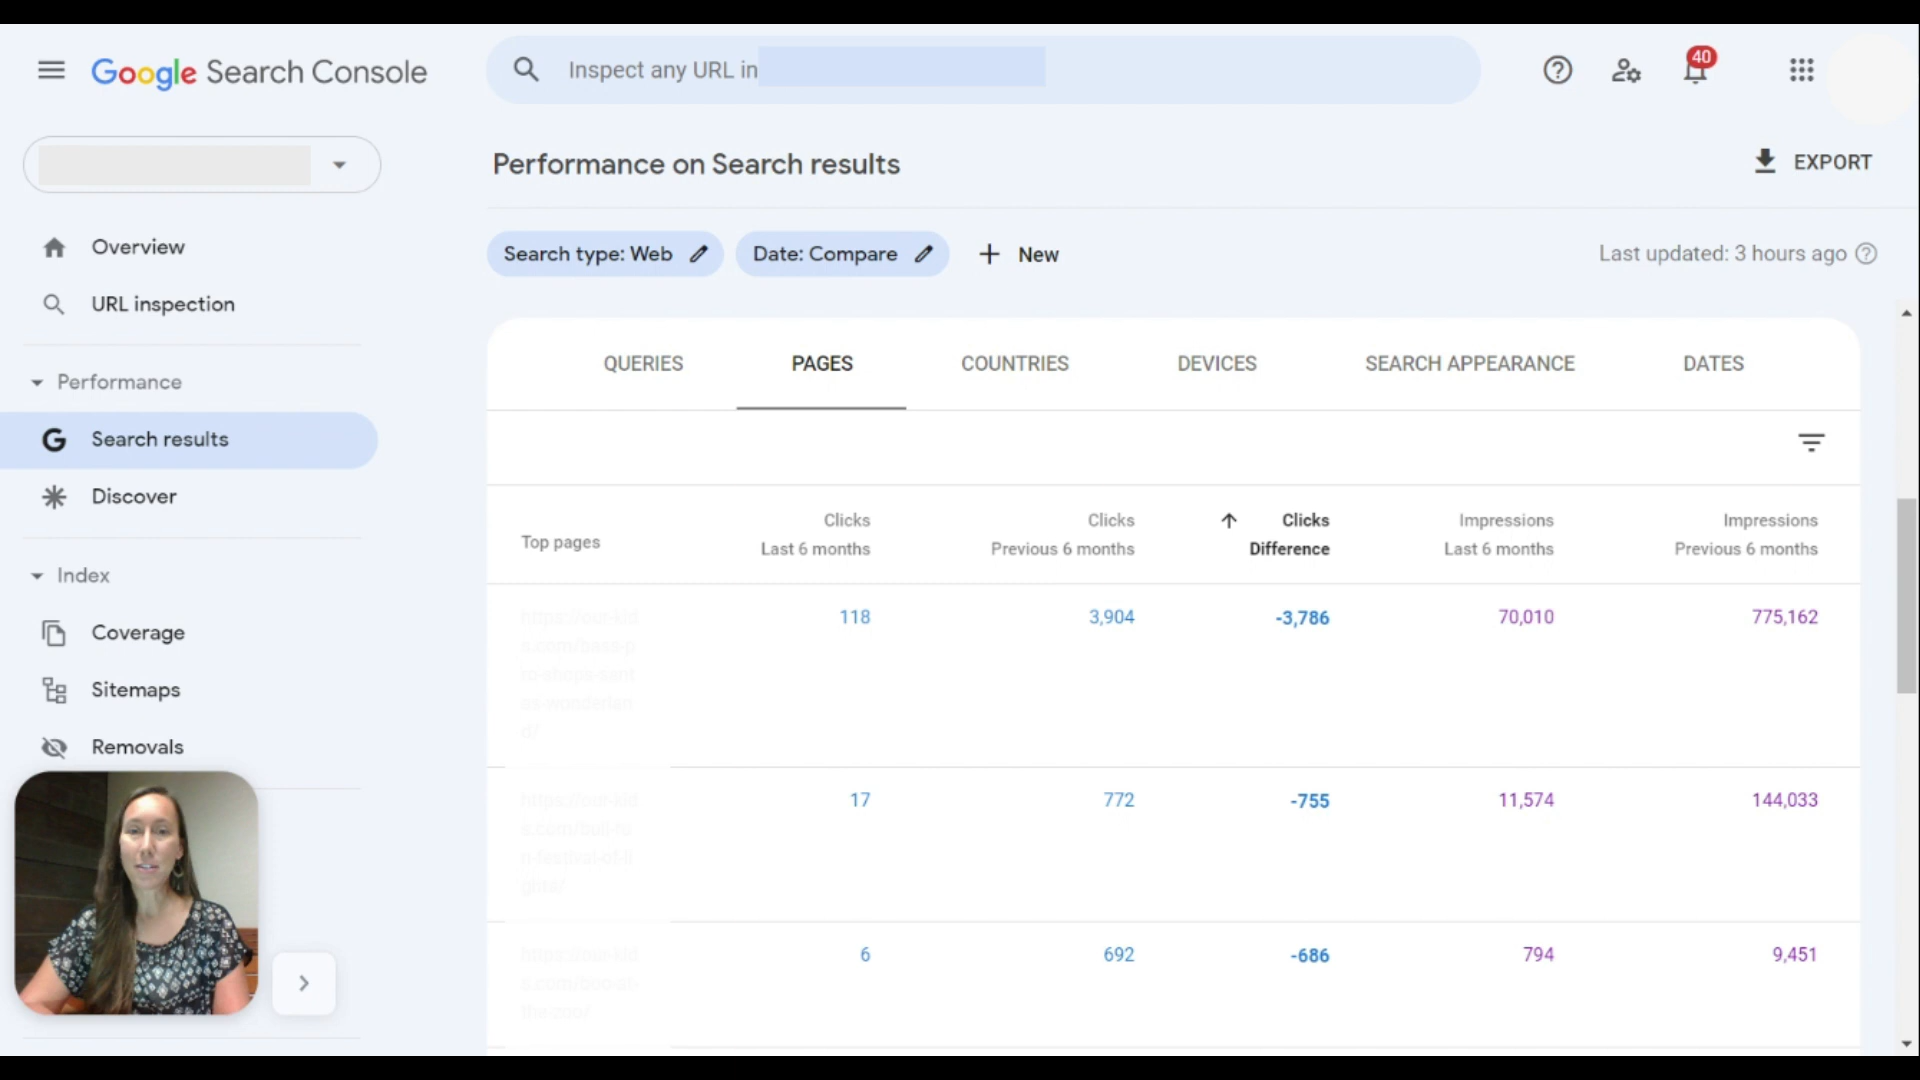 Google Search Console
Inspect any URL in
40
Performance on Search results
EXPORT
Search type: Web
Date: Compare
New
Last updated: 3 hours ago
Overview
URL inspection
Performance
Search results
Discover
Index
Coverage
Sitemaps
Removals
QUERIES
PAGES
COUNTRIES
DEVICES
SEARCH APPEARANCE
DATES
Top pages
Clicks
Last 6 months
Clicks
Previous 6 months
Clicks
Difference
Impressions
Last 6 months
Impressions
Previous 6 months
118
3,904
-3,786
70,010
775,162
17
772
-755
11,574
144,033
6
692
-686
794
9,451